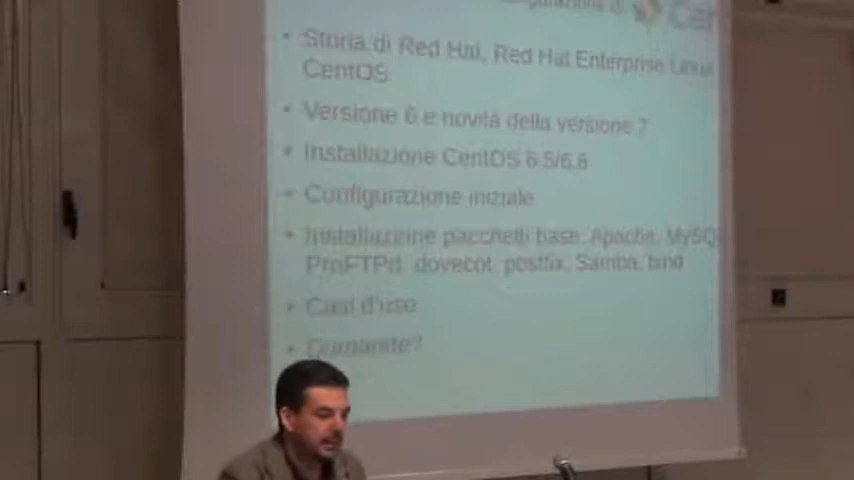 • Storia di Red Hat, Red Hat Enterprise Linux
CentOS
• Versione 6 e novità della versione 7
• Installazione CentOS 6.5/6.6
• Configurazione iniziale
• Installazione pacchetti base: Apache, MySQL
ProFTPd, dovecot, postfix, Samba, bind
• Casi d'uso
• Domande?